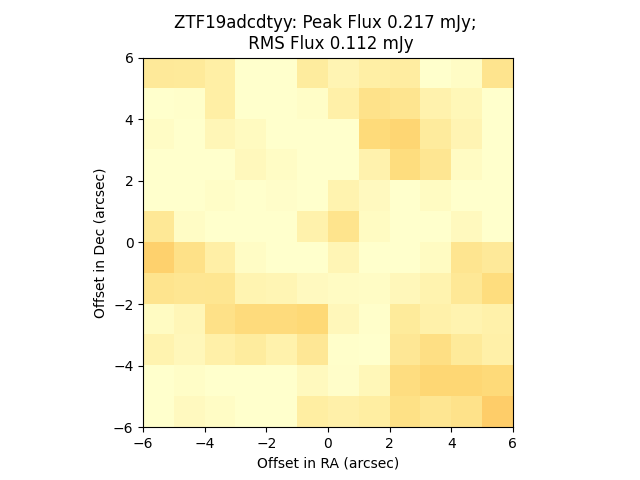 ZTF19adcdtyy: Peak Flux 0.217 mJy;
RMS Flux 0.112 mJy
6
4
2
0
−2
−4
−6
Offset in Dec (arcsec)
−6 −4 −2 0 2 4 6
Offset in RA (arcsec)